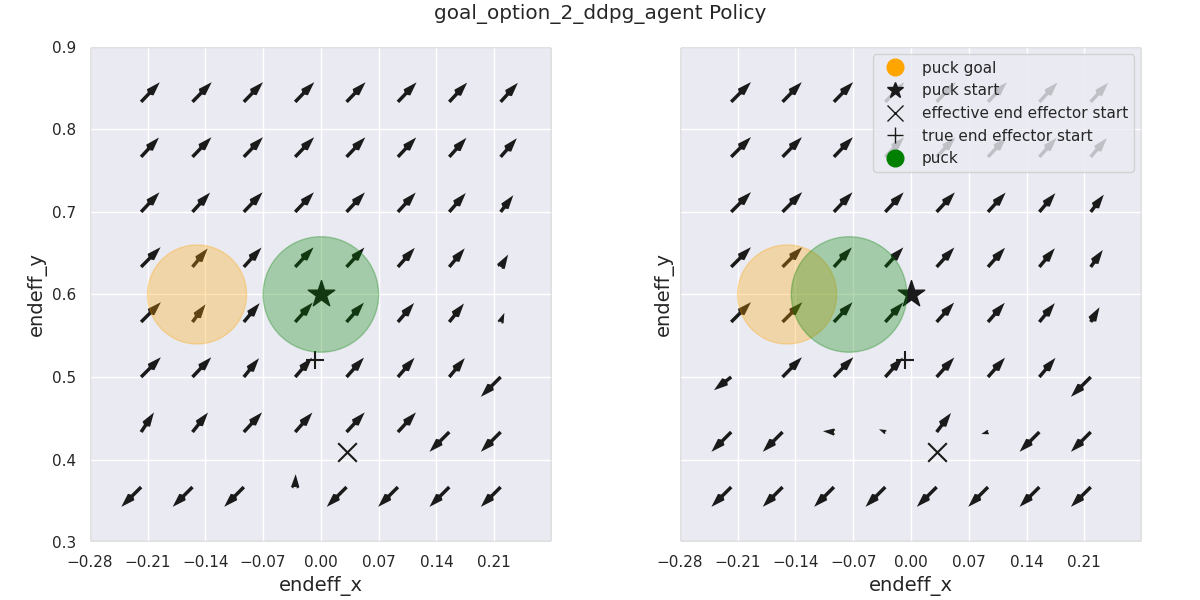 goal_option_2_ddpg_agent Policy
0.9
0.8
0.7
0.6
0.5
0.4
0.3
endeff_y
−0.28 −0.21 −0.14 −0.07 0.00 0.07 0.14 0.21
endeff_x
puck goal
puck start
effective end effector start
true end effector start
puck
endeff_y
−0.28 −0.21 −0.14 −0.07 0.00 0.07 0.14 0.21
endeff_x